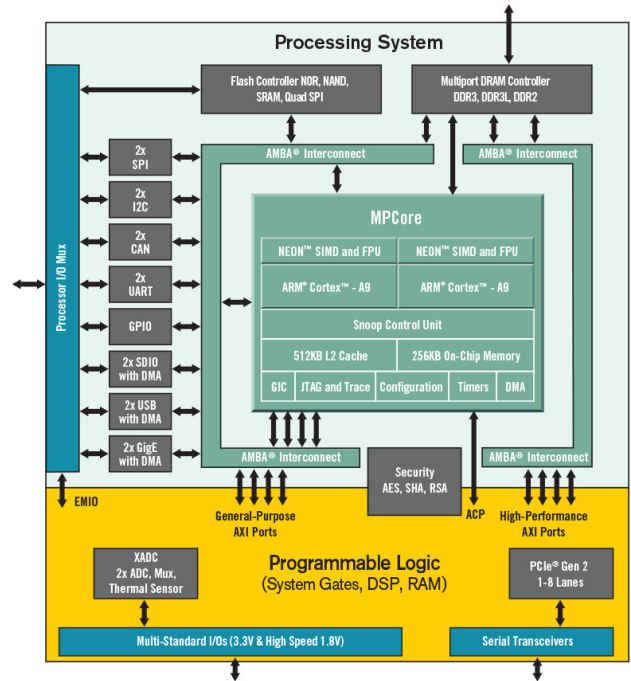 Processing System
Flash Controller NOR, NAND,
SRAM, Quad SPI
Multiport DRAM Controller
DDR3, DDR3L, DDR2
AMBA® Interconnect
AMBA® Interconnect
Processor I/O Mux
2x
SPI
2x
I2C
2x
CAN
2x
UART
GPIO
2x SDIO
with DMA
2x USB
with DMA
2x GigE
with DMA
MPCore
NEON™ SIMD and FPU
NEON™ SIMD and FPU
ARM® Cortex™ - A9
ARM® Cortex™ - A9
Snoop Control Unit
512KB L2 Cache
256KB On-Chip Memory
GIC
JTAG and Trace
Configuration
Timers
DMA
AMBA® Interconnect
AMBA® Interconnect
Security
AES, SHA, RSA
EMIO
General-Purpose
AXI Ports
ACP
High-Performance
AXI Ports
Programmable Logic
(System Gates, DSP, RAM)
XADC
2x ADC, Mux,
Thermal Sensor
PCIe® Gen 2
1-8 Lanes
Multi-Standard I/Os (3.3V & High Speed 1.8V)
Serial Transceivers